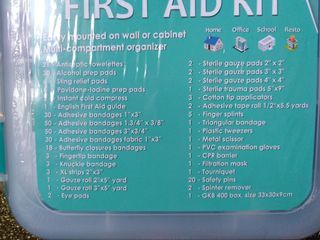 FIRST AID KIT
Easily mounted on wall or cabinet
Multi-compartment organizer
Home Office School Resto
Antiseptic towelettes
30 - Alcohol prep pads
Sting relief pads
Povidone-Iodine prep pads
Instant cold compress
1 - English First Aid guide
30 - Adhesive bandages 1"x3"
50 - Adhesive bandages 1 3/4" x 3/8"
50 - Adhesive bandages 3"x3/4"
30 - Adhesive bandages fabric 1"x3"
18 - Butterfly closures bandages
3 - Fingertip bandage
3 - Knuckle bandage
3 - XL strips 2"x3"
1 - Gauze roll 2"x5" yard
1 - Gauze roll 3"x5" yard
2 - Eye pads
2 - Sterile gauze pads 2" x 2"
2 - Sterile gauze pads 3" x 3"
2 - Sterile gauze pads 4" x 4"
1 - Sterile trauma pads 5"x9"
3 - Cotton tip applicators
2 - Adhesive tape roll 1/2"x5.5 yards
5 - Finger splints
1 - Triangular bandage
1 - Plastic tweezers
1 - Metal scissor
1 - PVC examination gloves
1 - CPR barrier
1 - Filtration mask
1 - Tourniquet
20 - Safety pins
2 - Splinter remover
1 - GKB 400 box, size 33x30x9cm